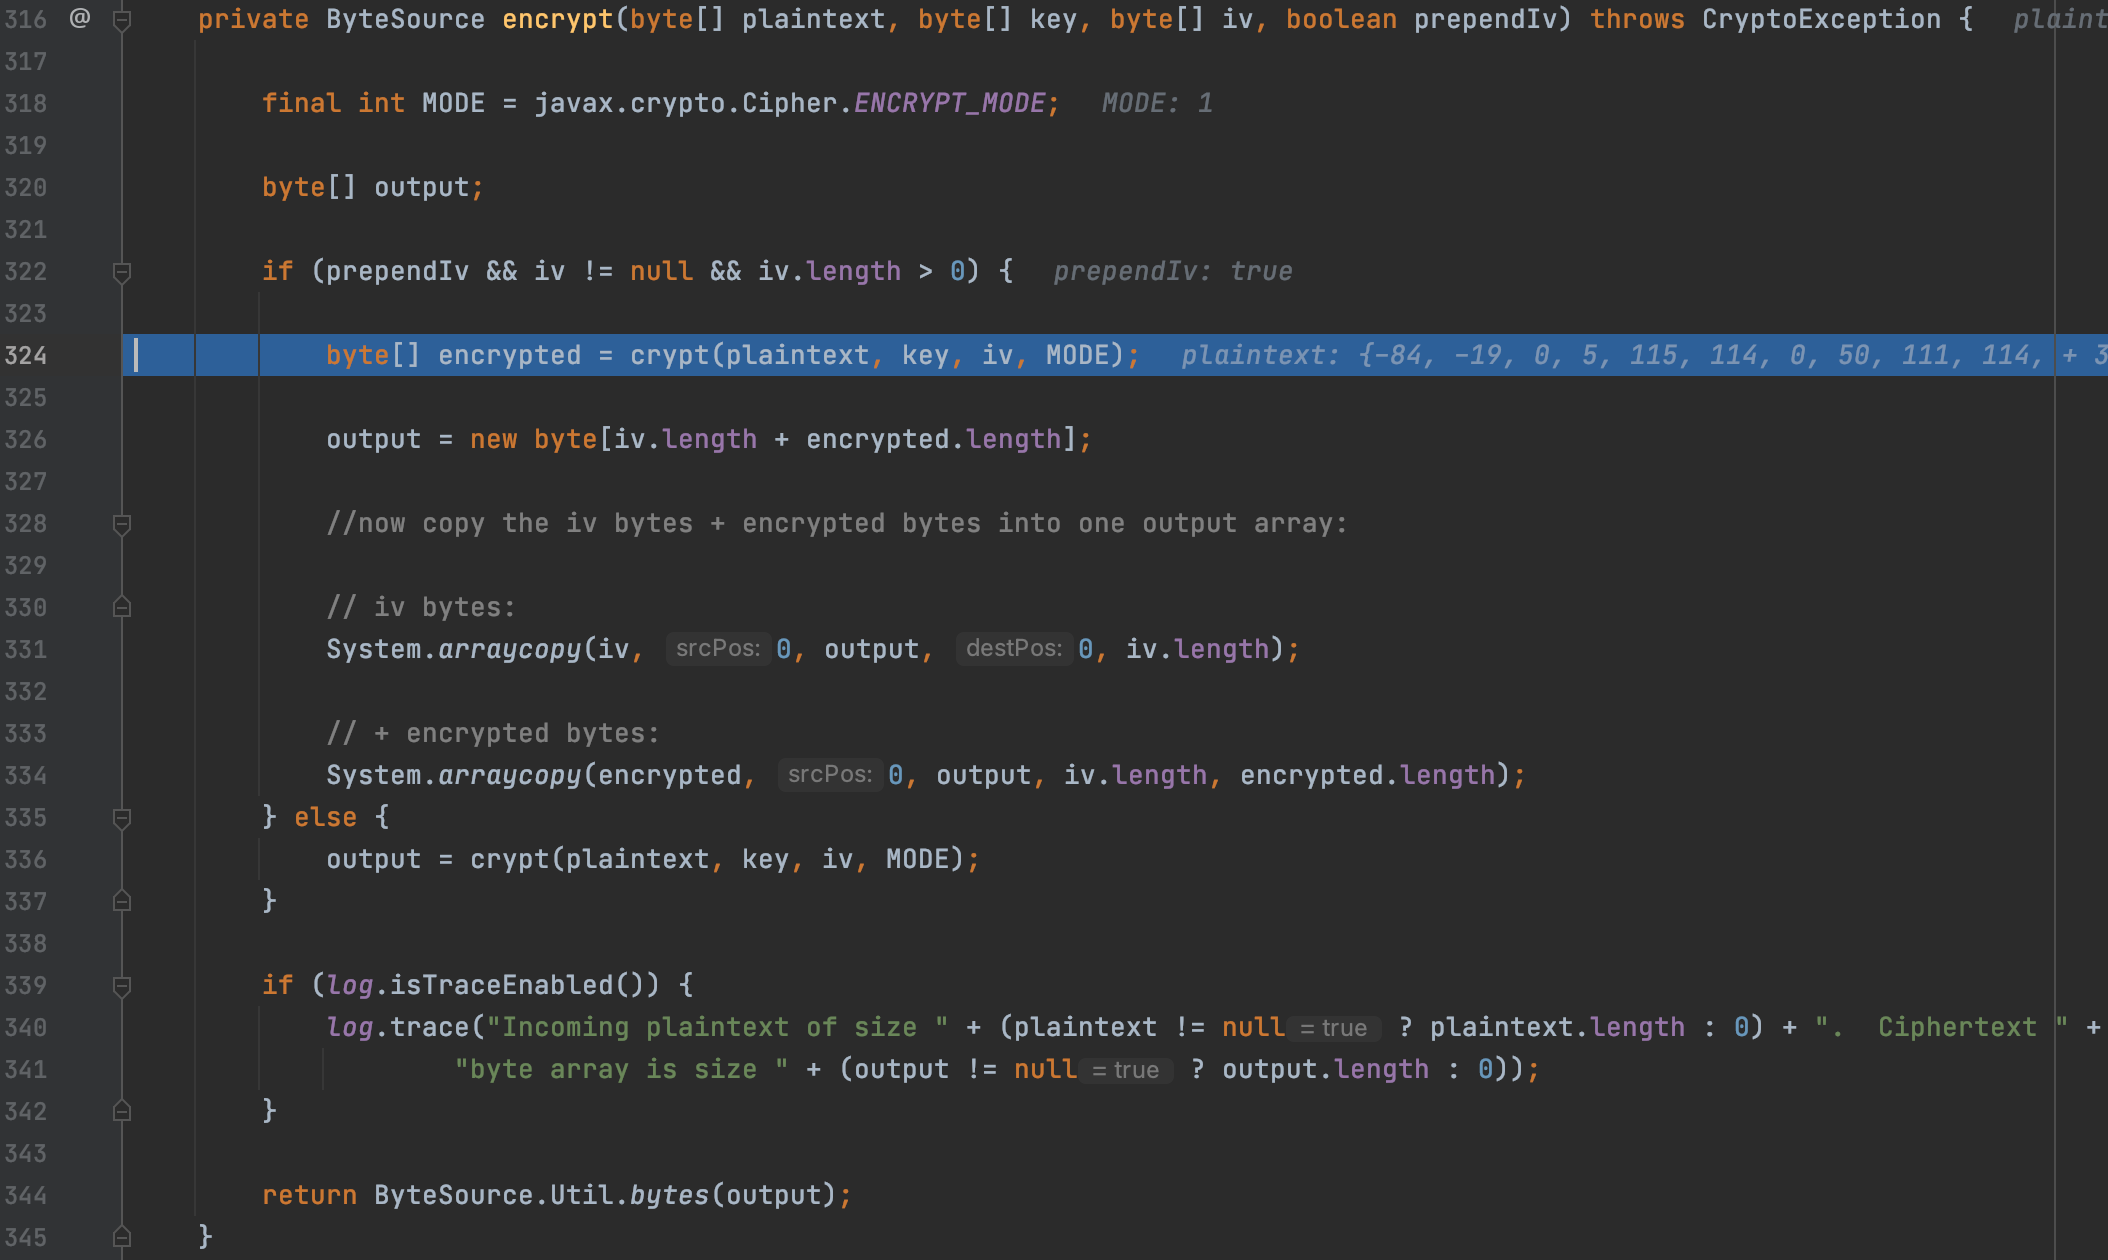 316 @ private ByteSource encrypt(byte[] plaintext, byte[] key, byte[] iv, boolean prependIv) throws CryptoException { plaint
317
318 final int MODE = javax.crypto.Cipher.ENCRYPT_MODE; MODE: 1
319
320 byte[] output;
321
322 if (prependIv && iv != null && iv.length > 0) { prependIv: true
323
324 byte[] encrypted = crypt(plaintext, key, iv, MODE); plaintext: {-84, -19, 0, 5, 115, 114, 0, 50, 111, 114, + 3
325
326 output = new byte[iv.length + encrypted.length];
327
328 //now copy the iv bytes + encrypted bytes into one output array:
329
330 // iv bytes:
331 System.arraycopy(iv, srcPos: 0, output, destPos: 0, iv.length);
332
333 // + encrypted bytes:
334 System.arraycopy(encrypted, srcPos: 0, output, iv.length, encrypted.length);
335 } else {
336 output = crypt(plaintext, key, iv, MODE);
337 }
338
339 if (log.isTraceEnabled()) {
340 log.trace("Incoming plaintext of size " + (plaintext != null = true ? plaintext.length : 0) + ".  Ciphertext " +
341 "byte array is size " + (output != null = true ? output.length : 0));
342 }
343
344 return ByteSource.Util.bytes(output);
345 }